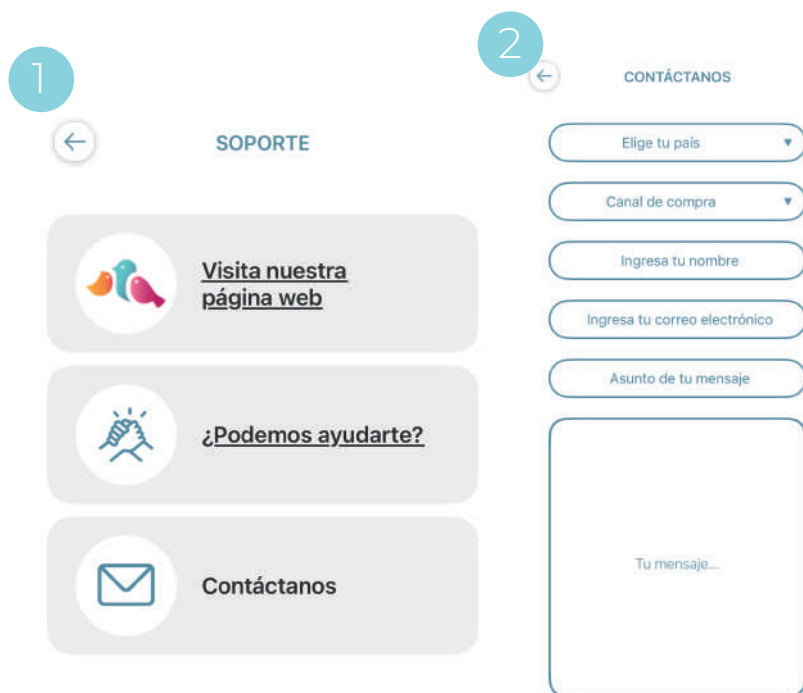 1
SOPORTE
Visita nuestra
página web
¿Podemos ayudarte?
Contáctanos
2
CONTÁCTANOS
Elige tu país
Canal de compra
Ingresa tu nombre
Ingresa tu correo electrónico
Asunto de tu mensaje
Tu mensaje...